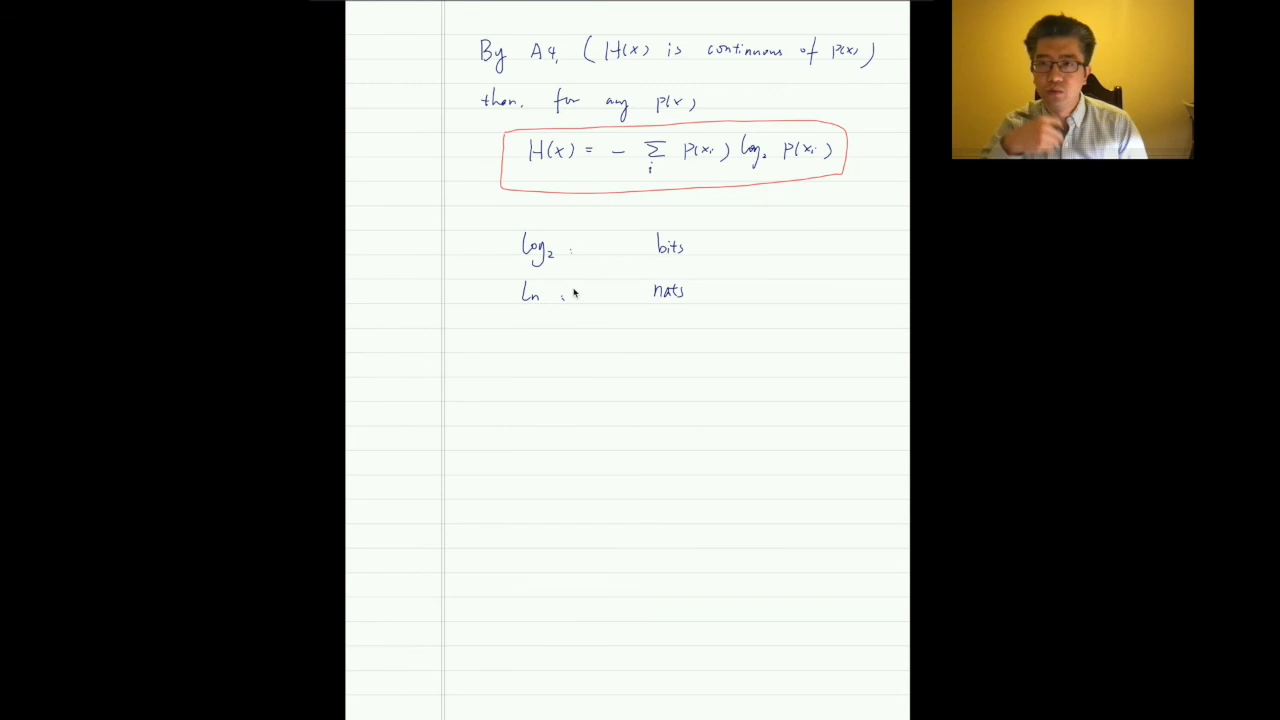 By A4, (H(x) is continuous of p(x))
then, for any p(x)
H(x) = - ∑ᵢ p(xᵢ) log₂ p(xᵢ)
log₂ : bits
Ln : nats